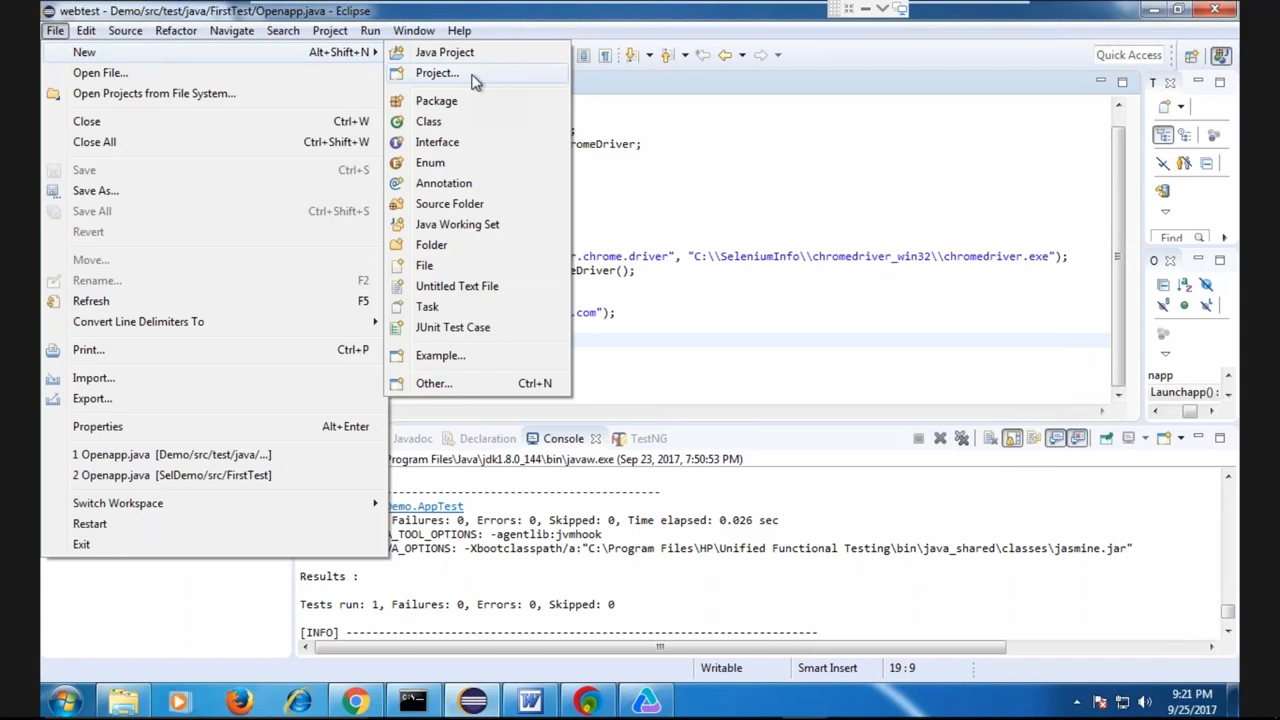 webtest - Demo/src/test/java/FirstTest/Openapp.java - Eclipse
File Edit Source Refactor Navigate Search Project Run Window Help
New Alt+Shift+N
Open File...
Open Projects from File System...
Close Ctrl+W
Close All Ctrl+Shift+W
Save Ctrl+S
Save As...
Save All Ctrl+Shift+S
Revert
Move...
Rename... F2
Refresh F5
Convert Line Delimiters To
Print... Ctrl+P
Import...
Export...
Properties Alt+Enter
1 Openapp.java [Demo/src/test/java/...]
2 Openapp.java [SelDemo/src/FirstTest]
Switch Workspace
Restart
Exit
Java Project
Project...
Package
Class
Interface
Enum
Annotation
Source Folder
Java Working Set
Folder
File
Untitled Text File
Task
JUnit Test Case
Example...
Other... Ctrl+N
Quick Access
;
romeDriver;
r.chrome.driver", "C:\\SeleniumInfo\\chromedriver_win32\\chromedriver.exe");
eDriver();
.com");
T
Find
O
napp
Launchapp() :
Javadoc Declaration Console TestNG
Program Files\Java\jdk1.8.0_144\bin\javaw.exe (Sep 23, 2017, 7:50:53 PM)
-------------------------------------
Demo.AppTest
Failures: 0, Errors: 0, Skipped: 0, Time elapsed: 0.026 sec
A_TOOL_OPTIONS: -agentlib:jvmhook
VA_OPTIONS: -Xbootclasspath/a:"C:\Program Files\HP\Unified Functional Testing\bin\java_shared\classes\jasmine.jar"
Results :
Tests run: 1, Failures: 0, Errors: 0, Skipped: 0
[INFO] ------------------------------------------------------------------
Writable Smart Insert 19 : 9
9:21 PM
9/25/2017